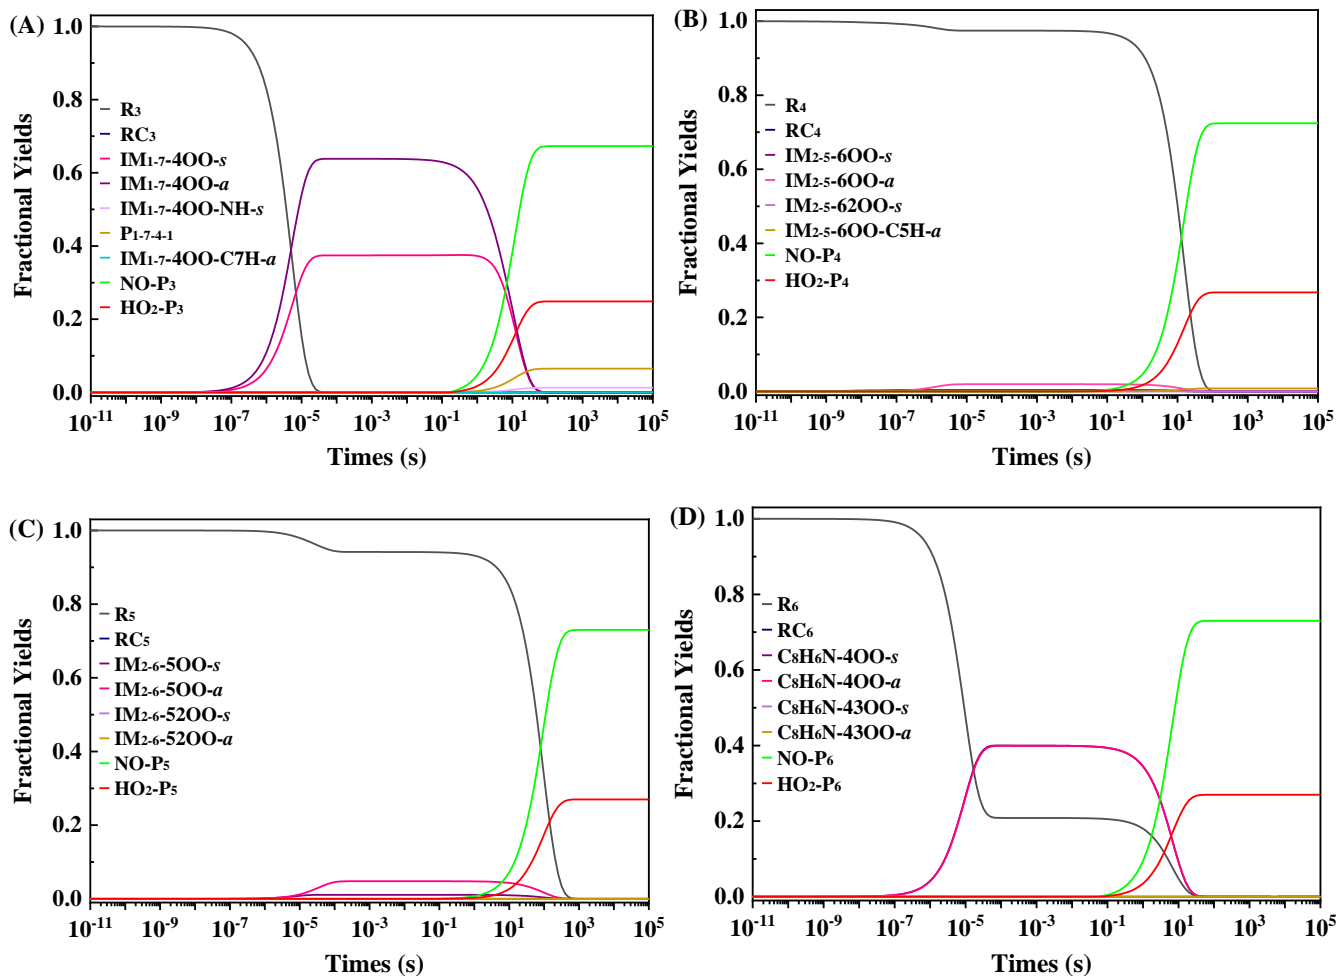 (A)
Fractional Yields
1.0
0.8
0.6
0.4
0.2
0.0
R3
RC3
IM1-7-4OO-s
IM1-7-4OO-a
IM1-7-4OO-NH-s
P1-7-4-1
IM1-7-4OO-C7H-a
NO-P3
HO2-P3
10-11 10-9 10-7 10-5 10-3 10-1 101 103 105
Times (s)
(B)
Fractional Yields
1.0
0.8
0.6
0.4
0.2
0.0
R4
RC4
IM2-5-6OO-s
IM2-5-6OO-a
IM2-5-62OO-s
IM2-5-6OO-C5H-a
NO-P4
HO2-P4
10-11 10-9 10-7 10-5 10-3 10-1 101 103 105
Times (s)
(C)
Fractional Yields
1.0
0.8
0.6
0.4
0.2
0.0
R5
RC5
IM2-6-5OO-s
IM2-6-5OO-a
IM2-6-52OO-s
IM2-6-52OO-a
NO-P5
HO2-P5
10-11 10-9 10-7 10-5 10-3 10-1 101 103 105
Times (s)
(D)
Fractional Yields
1.0
0.8
0.6
0.4
0.2
0.0
R6
RC6
C8H6N-4OO-s
C8H6N-4OO-a
C8H6N-43OO-s
C8H6N-43OO-a
NO-P6
HO2-P6
10-11 10-9 10-7 10-5 10-3 10-1 101 103 105
Times (s)